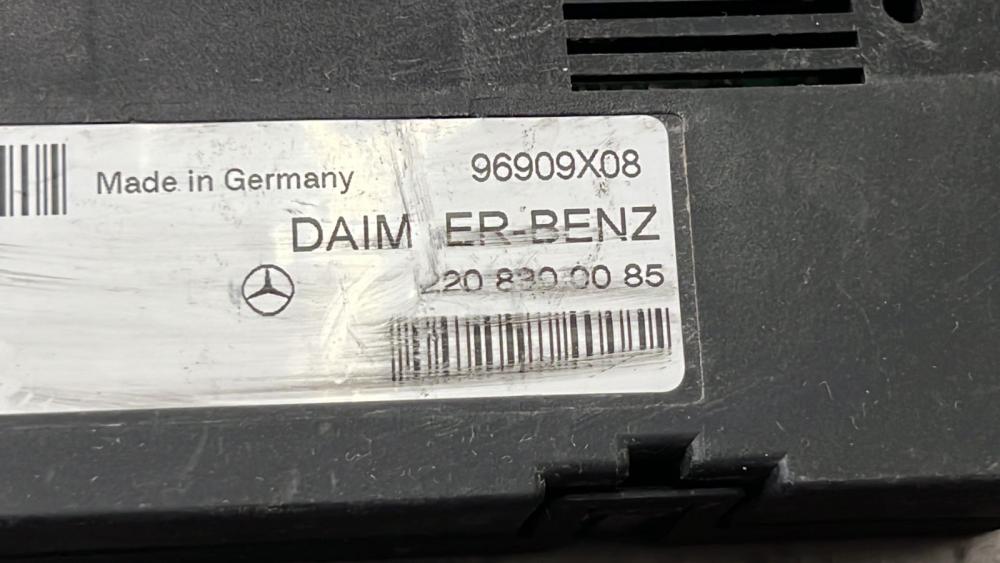 96909X08
Made in Germany
DAIM ER-BENZ
220 830 00 85